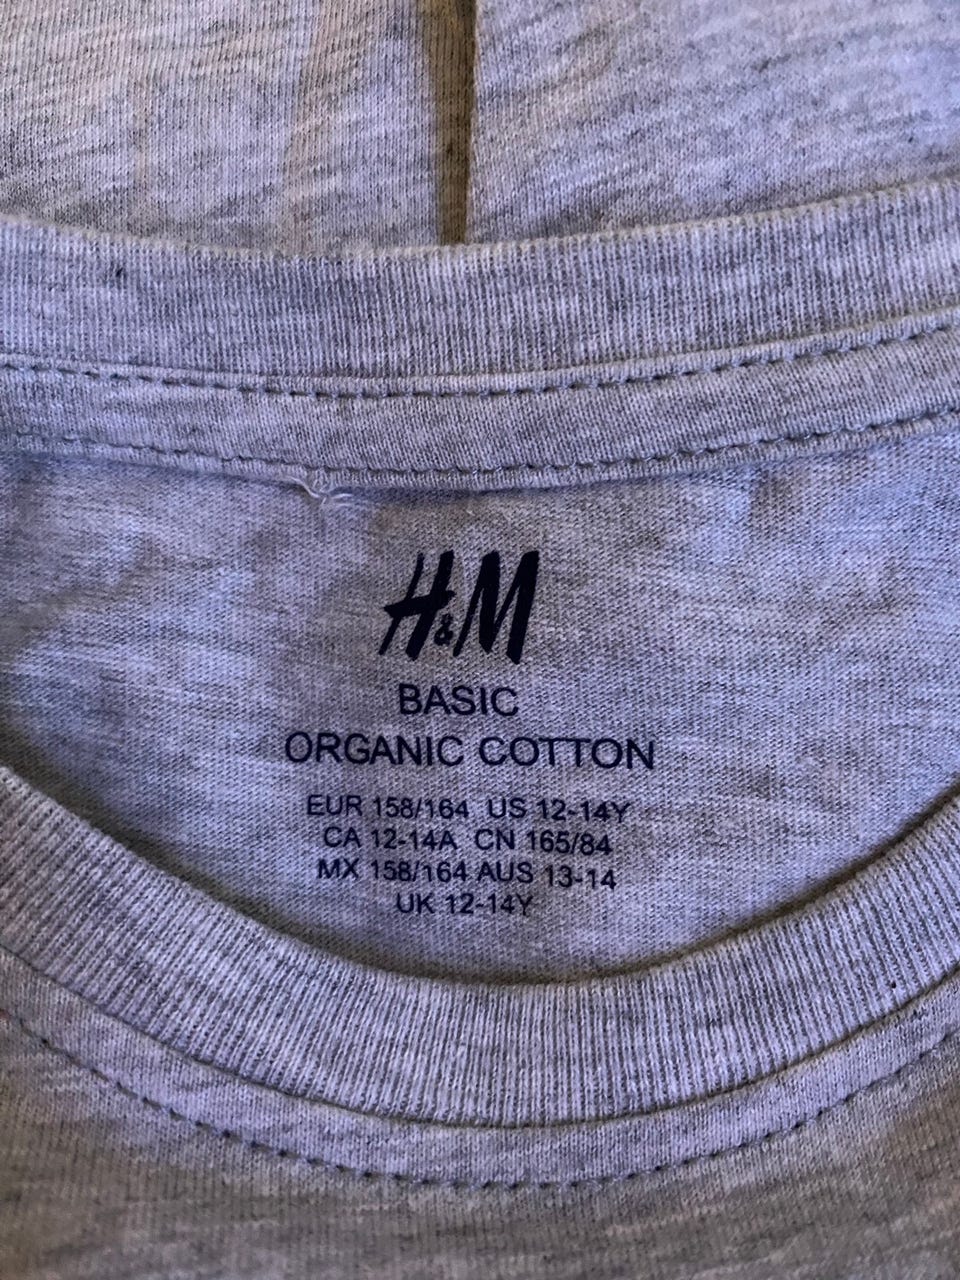 H&M
BASIC
ORGANIC COTTON
EUR 158/164 US 12-14Y
CA 12-14A CN 165/84
MX 158/164 AUS 13-14
UK 12-14Y